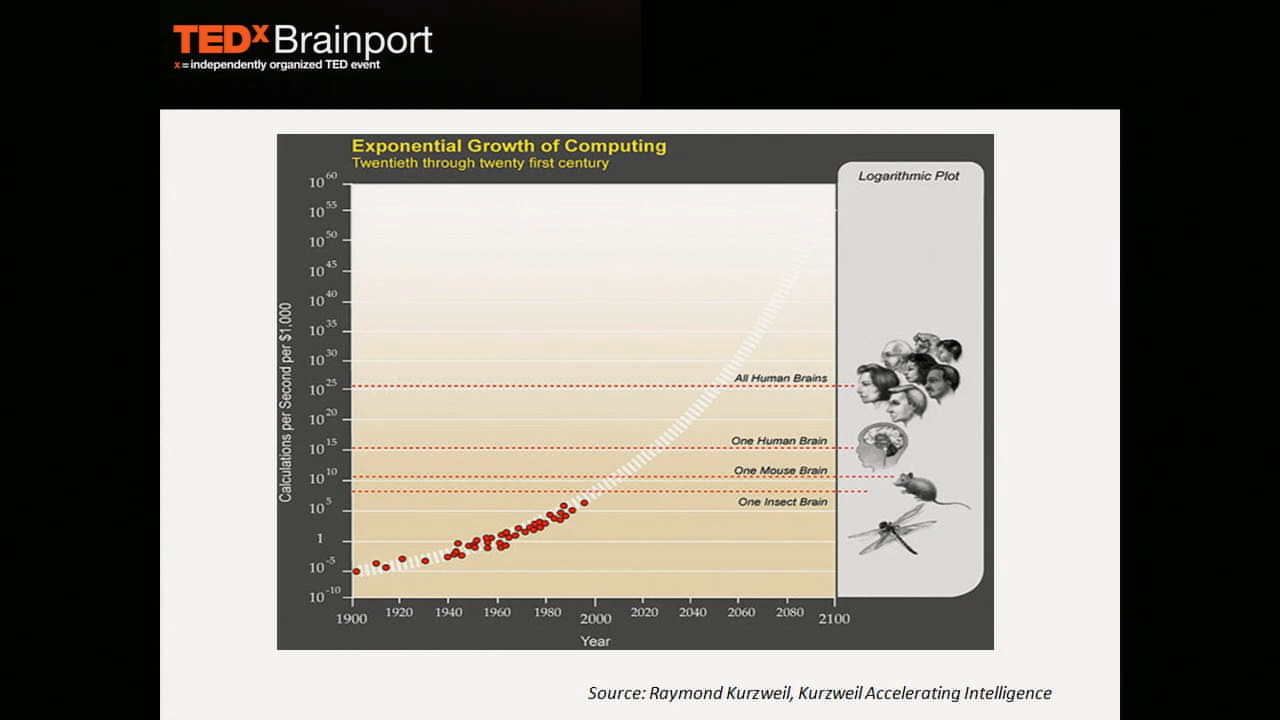 TEDx Brainport
x = independently organized TED event
Exponential Growth of Computing
Twentieth through twenty first century
Logarithmic Plot
Calculations per Second per $1,000
10^60
10^55
10^50
10^45
10^40
10^35
10^30
10^25
10^20
10^15
10^10
10^5
1
10^-5
10^-10
All Human Brains
One Human Brain
One Mouse Brain
One Insect Brain
1900 1920 1940 1960 1980 2000 2020 2040 2060 2080 2100
Year
Source: Raymond Kurzweil, Kurzweil Accelerating Intelligence